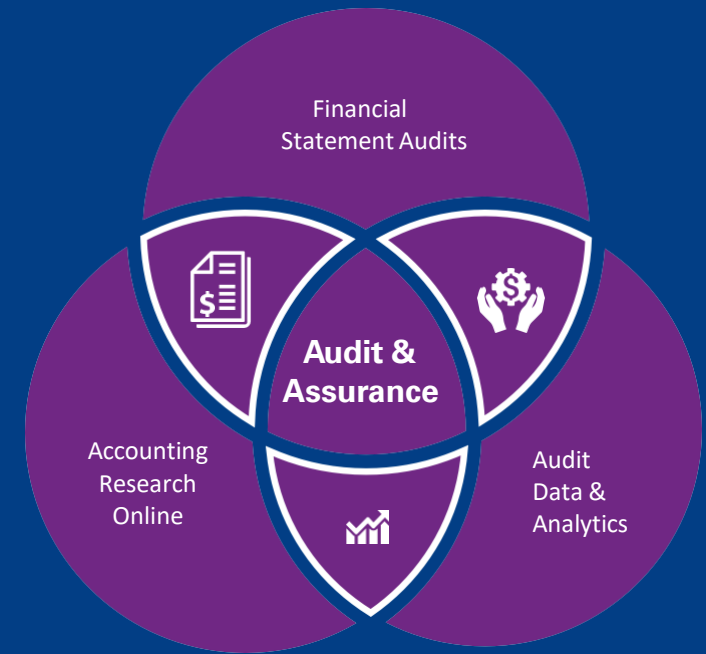 Financial
Statement Audits
$
$
Audit &
Assurance
Accounting
Research
Online
Audit
Data &
Analytics